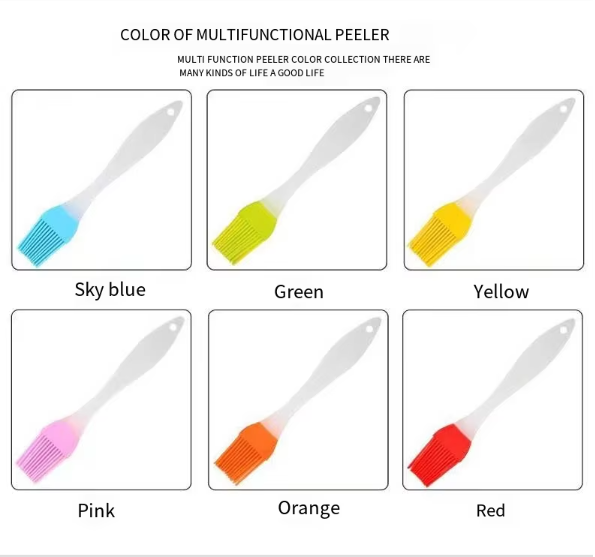 COLOR OF MULTIFUNCTIONAL PEELER
MULTI FUNCTION PEELER COLOR COLLECTION THERE ARE
MANY KINDS OF LIFE A GOOD LIFE
Sky blue
Green
Yellow
Pink
Orange
Red